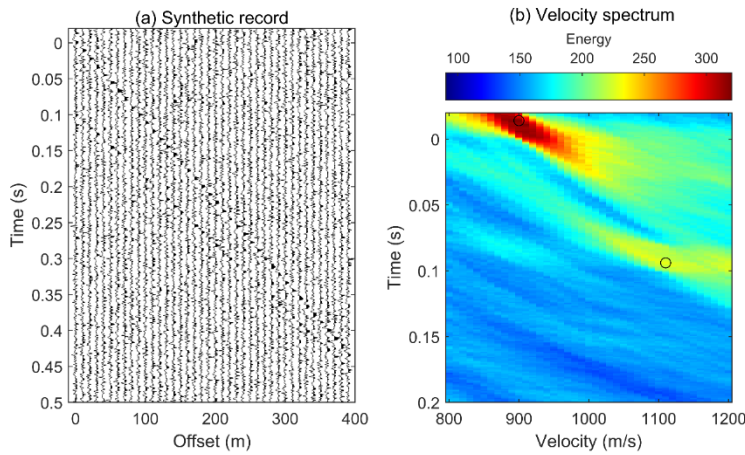 (a) Synthetic record
(b) Velocity spectrum
Energy
100 150 200 250 300
0
0.05
0.1
0.15
0.2
0.25
0.3
0.35
0.4
0.45
0.5
Time (s)
0 100 200 300 400
Offset (m)
0
0.05
0.1
0.15
0.2
Time (s)
800 900 1000 1100 1200
Velocity (m/s)